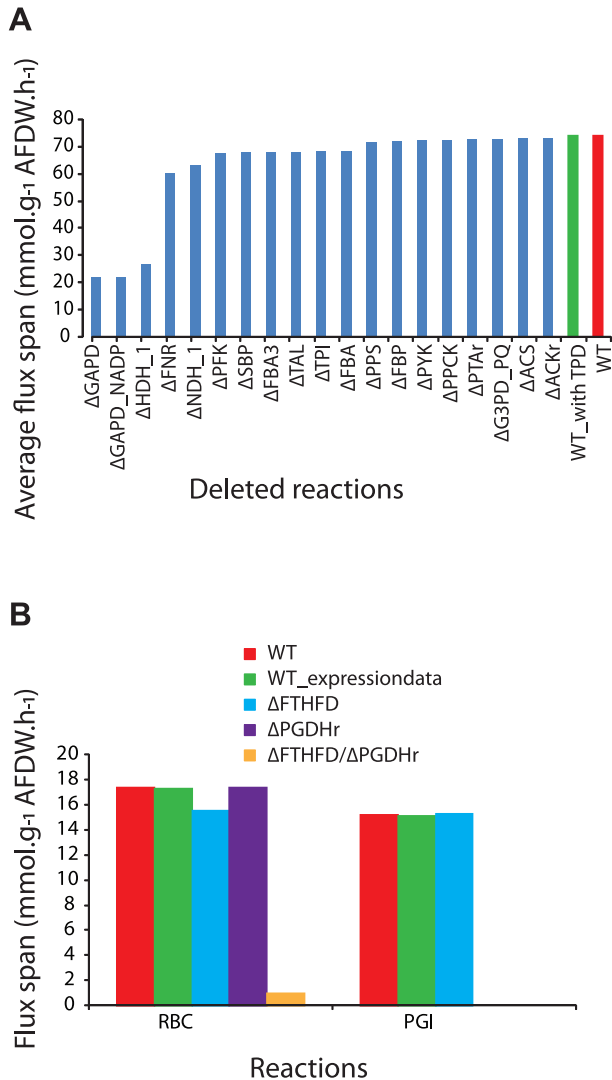 A
Average flux span (mmol.g-1 AFDW.h-1)
80
70
60
50
40
30
20
10
0
ΔGAPD
ΔGAPD_NADP
ΔHDH_1
ΔFNR
ΔNDH_1
ΔPFK
ΔSBP
ΔFBA3
ΔTAL
ΔTPI
ΔFBA
ΔPPS
ΔFBP
ΔPYK
ΔPPCK
ΔPTAr
ΔG3PD_PQ
ΔACS
ΔACKr
WT_with TPD
WT
Deleted reactions
B
WT
WT_expressiondata
ΔFTHFD
ΔPGDHr
ΔFTHFD/ΔPGDHr
Flux span (mmol.g-1 AFDW.h-1)
20
18
16
14
12
10
8
6
4
2
0
RBC
PGI
Reactions